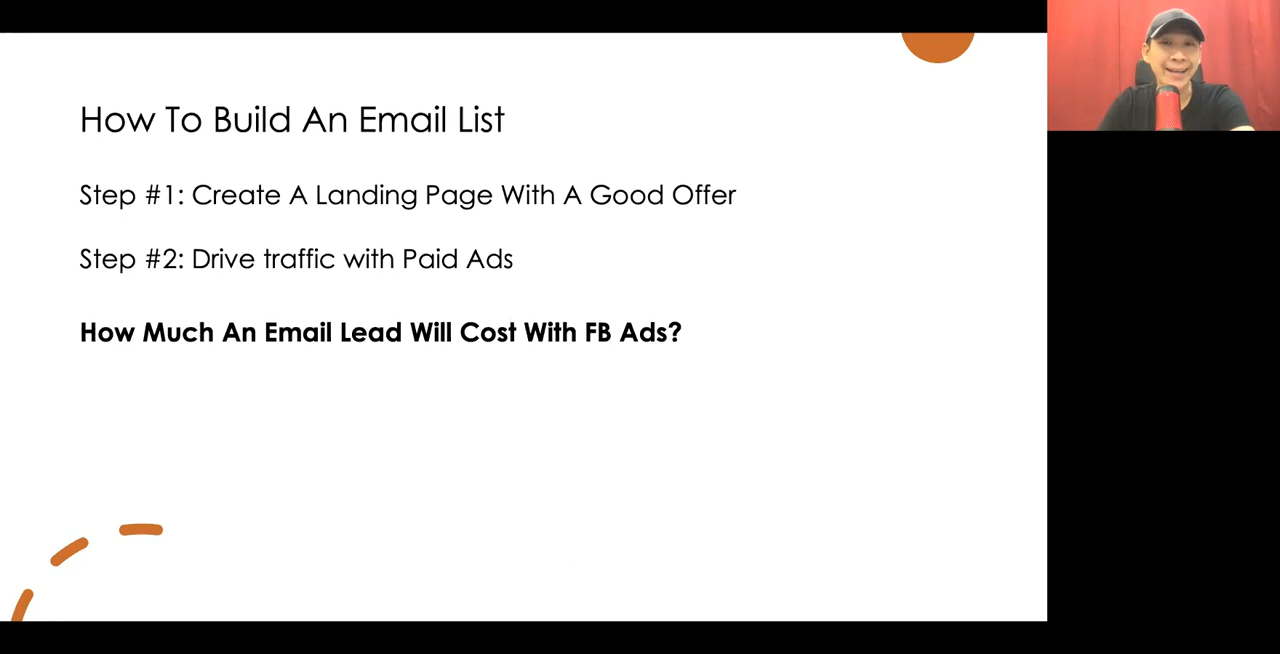 How To Build An Email List
Step #1: Create A Landing Page With A Good Offer
Step #2: Drive traffic with Paid Ads
How Much An Email Lead Will Cost With FB Ads?